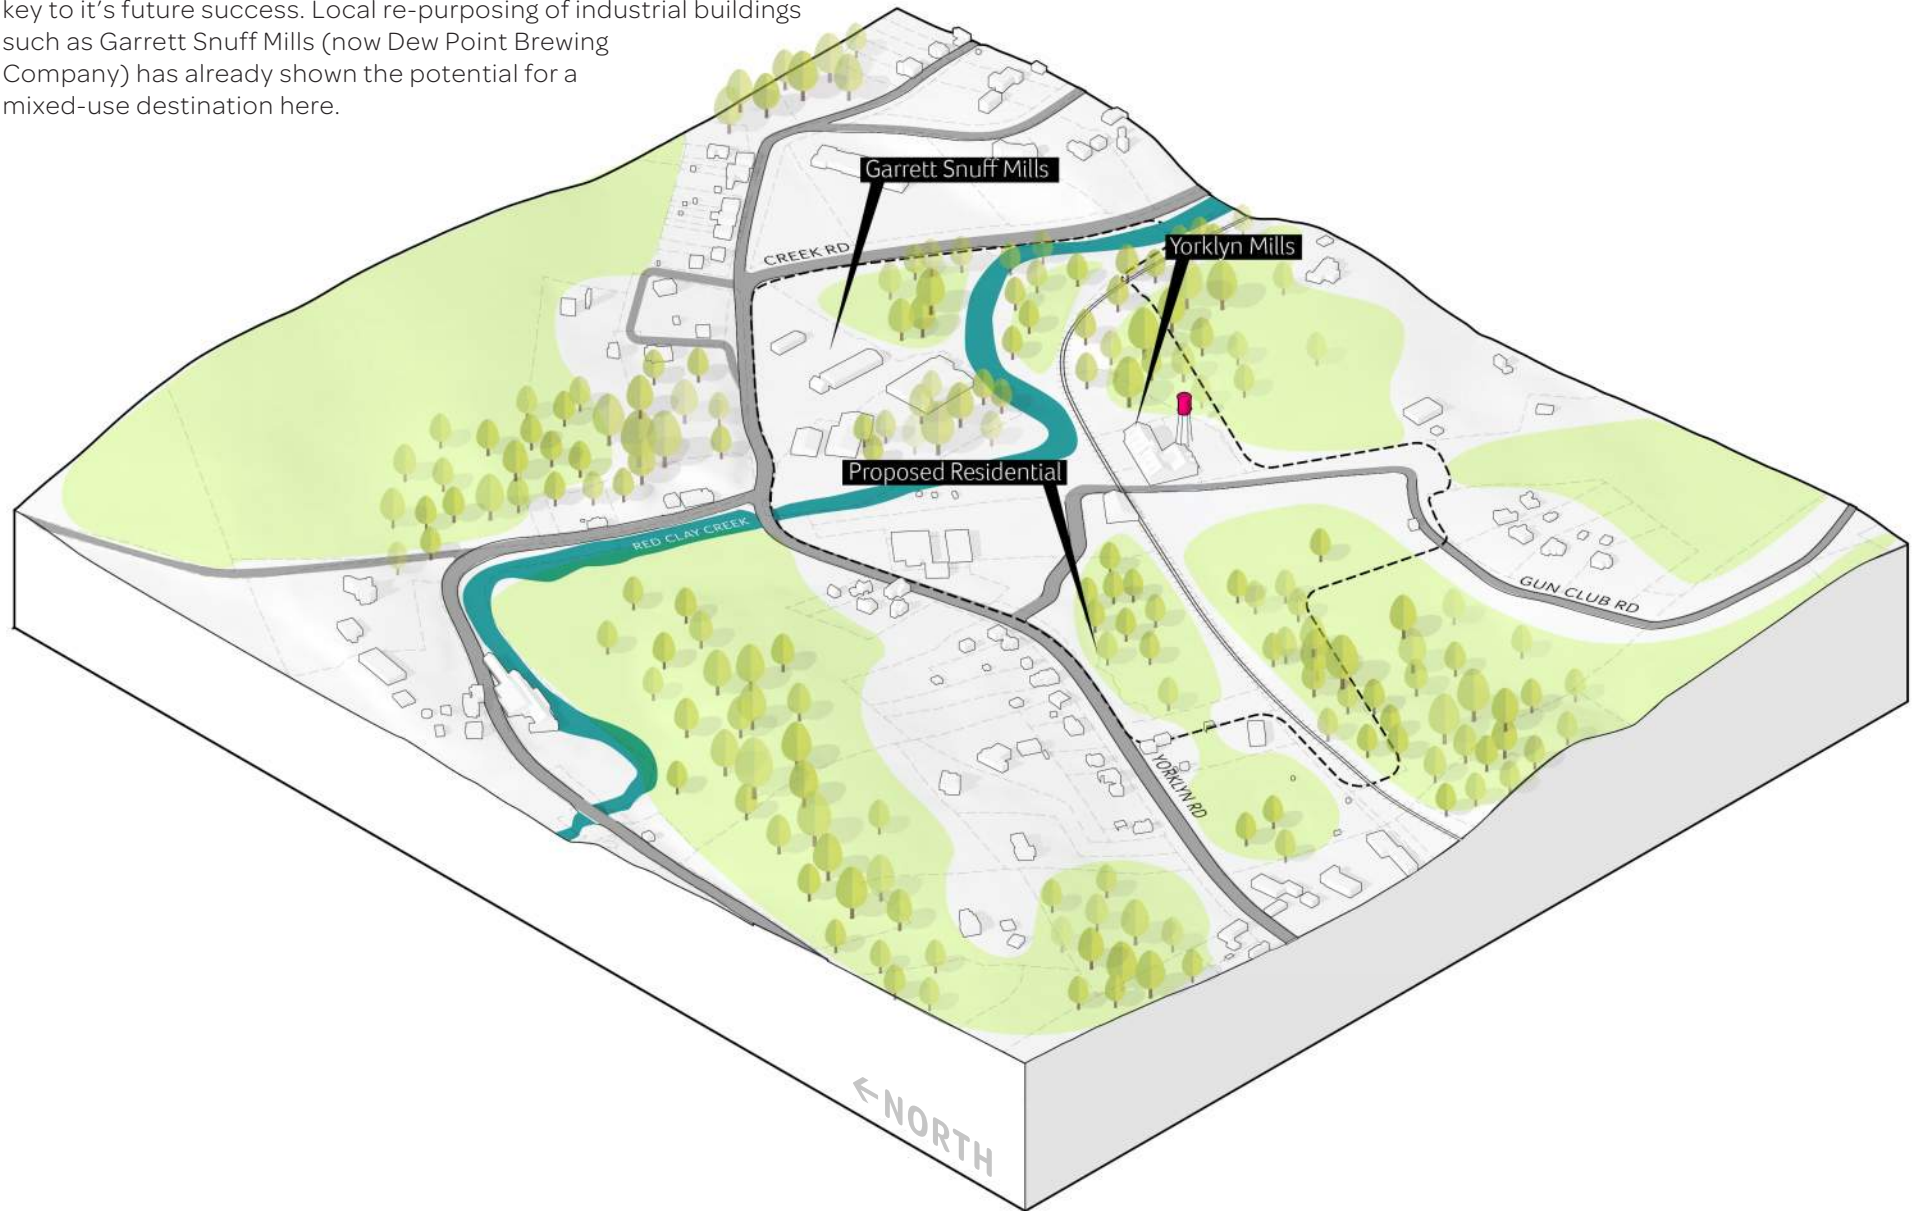 key to it's future success. Local re-purposing of industrial buildings
such as Garrett Snuff Mills (now Dew Point Brewing
Company) has already shown the potential for a
mixed-use destination here.
Garrett Snuff Mills
CREEK RD
Yorklyn Mills
Proposed Residential
RED CLAY CREEK
GUN CLUB RD
YORKLYN RD
←NORTH